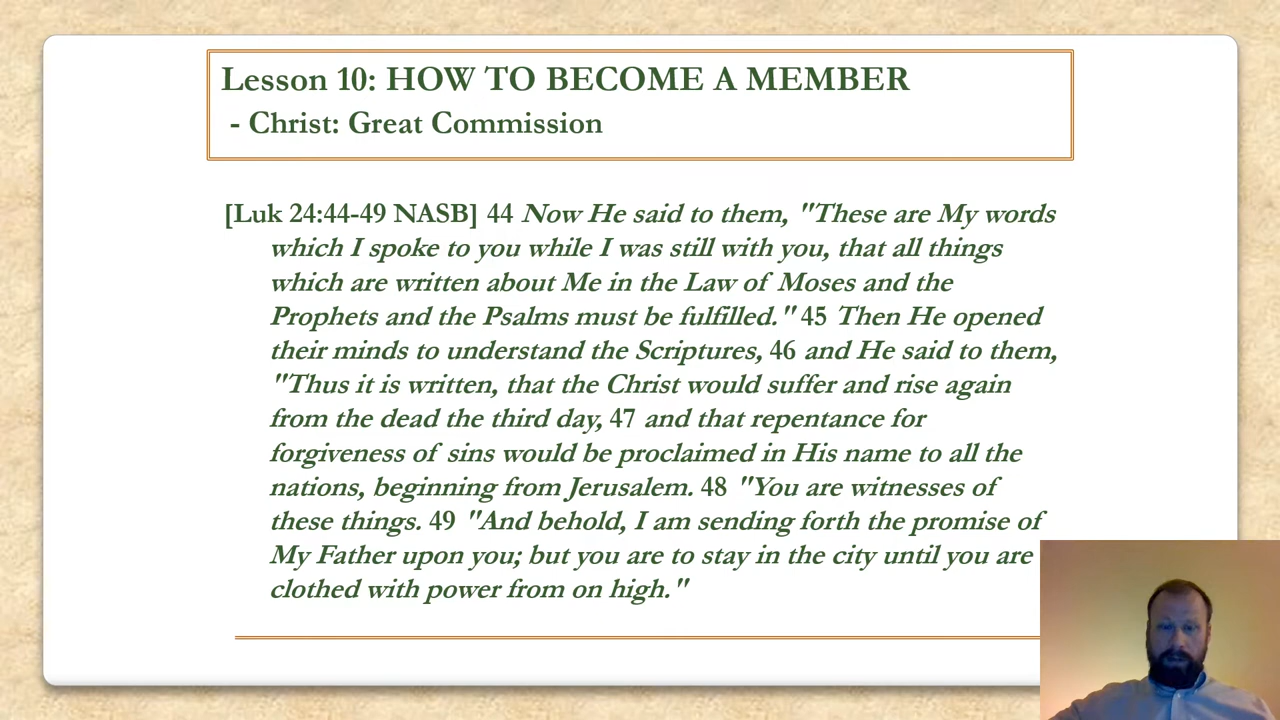 Lesson 10: HOW TO BECOME A MEMBER
- Christ: Great Commission
[Luk 24:44-49 NASB] 44 Now He said to them, "These are My words
which I spoke to you while I was still with you, that all things
which are written about Me in the Law of Moses and the
Prophets and the Psalms must be fulfilled." 45 Then He opened
their minds to understand the Scriptures, 46 and He said to them,
"Thus it is written, that the Christ would suffer and rise again
from the dead the third day, 47 and that repentance for
forgiveness of sins would be proclaimed in His name to all the
nations, beginning from Jerusalem. 48 "You are witnesses of
these things. 49 "And behold, I am sending forth the promise of
My Father upon you; but you are to stay in the city until you are
clothed with power from on high."